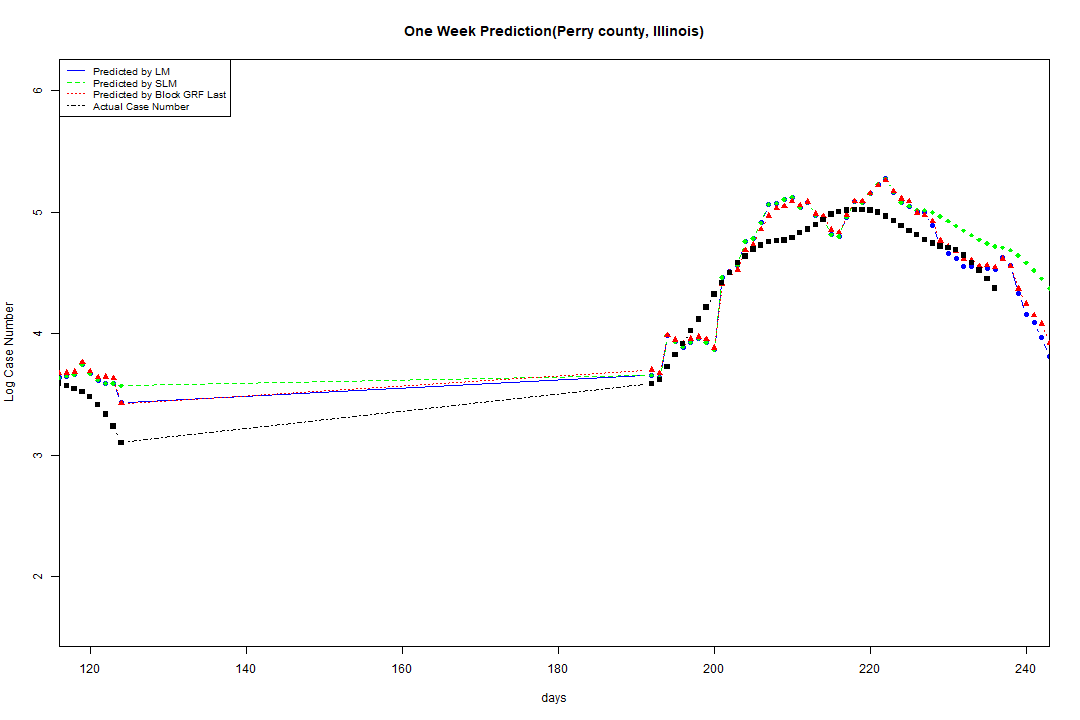 One Week Prediction(Perry county, Illinois)
Predicted by LM
Predicted by SLM
Predicted by Block GRF Last
Actual Case Number
6
5
4
3
2
Log Case Number
120 140 160 180 200 220 240
days